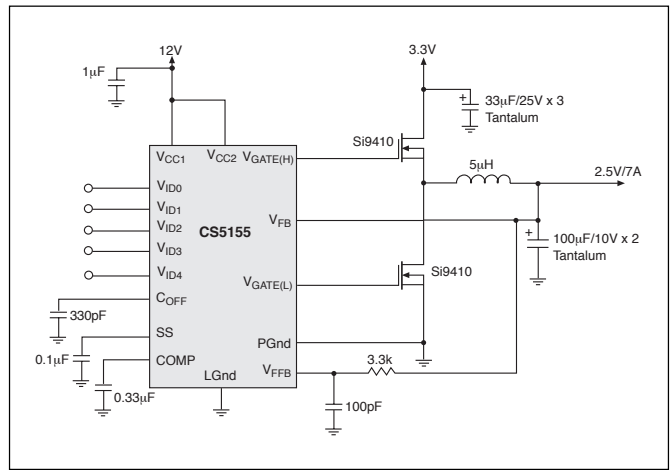 12V
1μF
3.3V
33μF/25V x 3
Tantalum
Si9410
VCC1
VCC2
VGATE(H)
5μH
2.5V/7A
VID0
VID1
VID2
VID3
VID4
CS5155
VFB
100μF/10V x 2
Tantalum
Si9410
VGATE(L)
COFF
330pF
SS
PGnd
0.1μF
COMP
3.3k
VFFB
LGnd
0.33μF
100pF